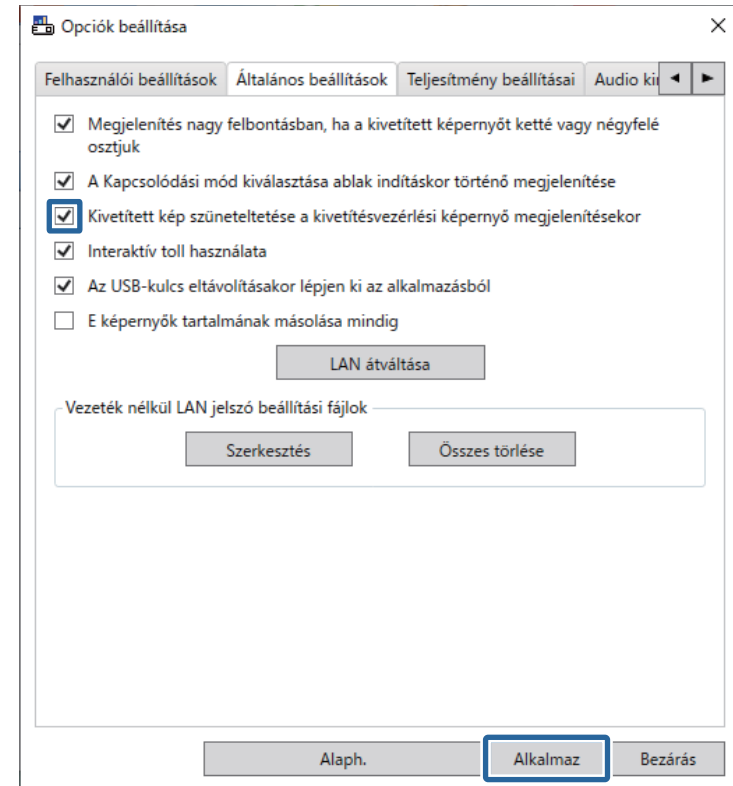 Opciók beállítása
Felhasználói beállítások Általános beállítások Teljesítmény beállításai Audio
Megjelenítés nagy felbontásban, ha a kivetített képernyőt ketté vagy négyfelé
osztjuk
A Kapcsolódási mód kiválasztása ablak indításkor történő megjelenítése
Kivetített kép szüneteltetése a kivetítésvezérlési képernyő megjelenítésekor
Interaktív toll használata
Az USB-kulcs eltávolításakor lépjen ki az alkalmazásból
E képernyők tartalmának másolása mindig
LAN átváltása
Vezeték nélkül LAN jelszó beállítási fájlok
Szerkesztés Összes törlése
Alaph. Alkalmaz Bezárás